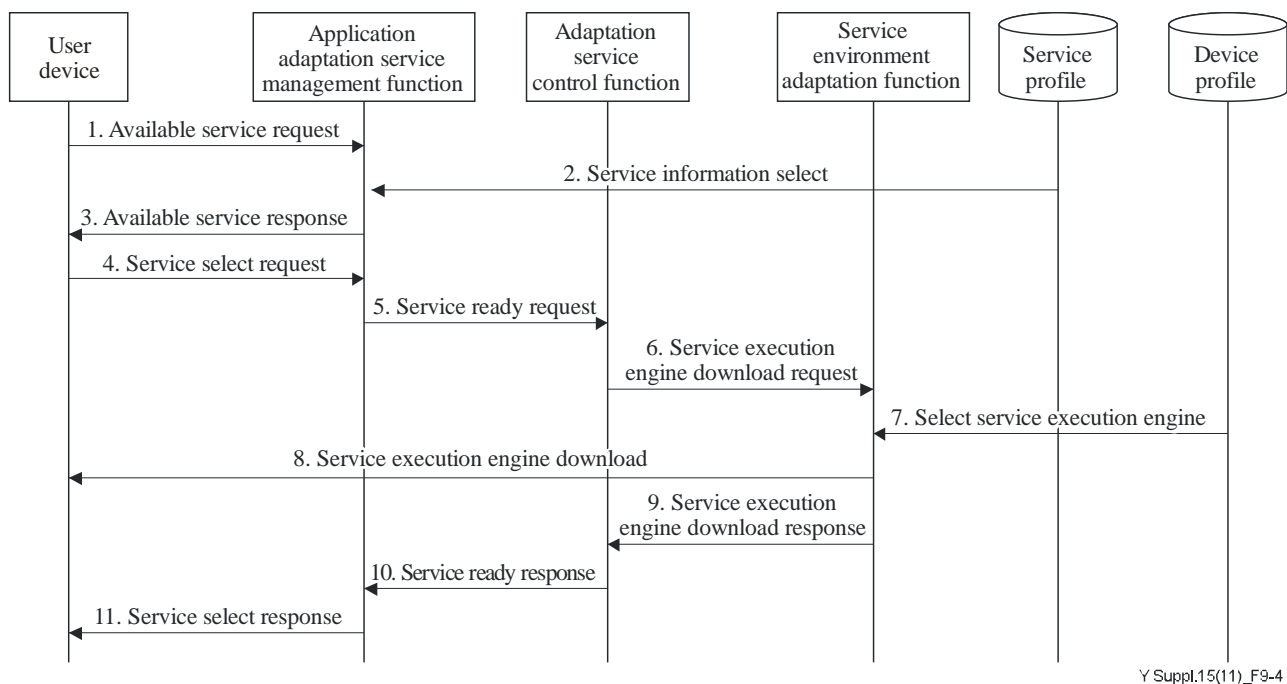 User
device
Application
adaptation service
management function
Adaptation
service
control function
Service
environment
adaptation function
Service
profile
Device
profile
1. Available service request
2. Service information select
3. Available service response
4. Service select request
5. Service ready request
6. Service execution
engine download request
7. Select service execution engine
8. Service execution engine download
9. Service execution
engine download response
10. Service ready response
11. Service select response
Y Suppl.15(11)_F9-4